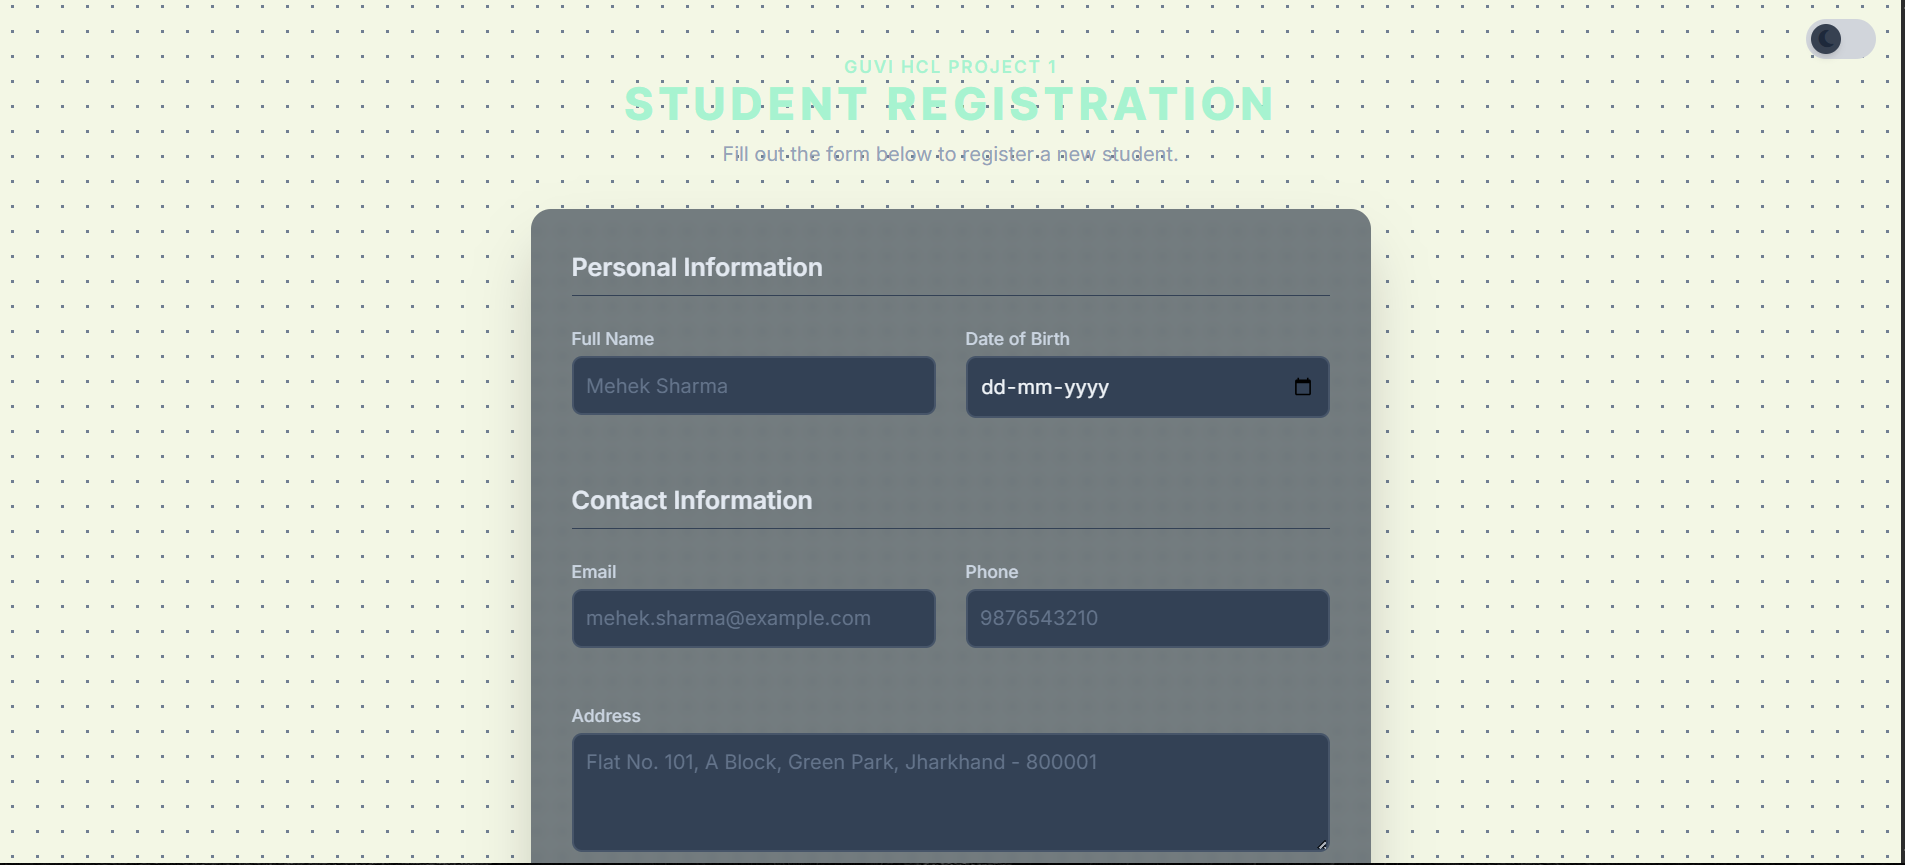 GUVI HCL PROJECT 1
STUDENT REGISTRATION
Fill out the form below to register a new student.
Personal Information
Full Name
Date of Birth
Mehek Sharma
dd-mm-yyyy
Contact Information
Email
Phone
mehek.sharma@example.com
9876543210
Address
Flat No. 101, A Block, Green Park, Jharkhand - 800001